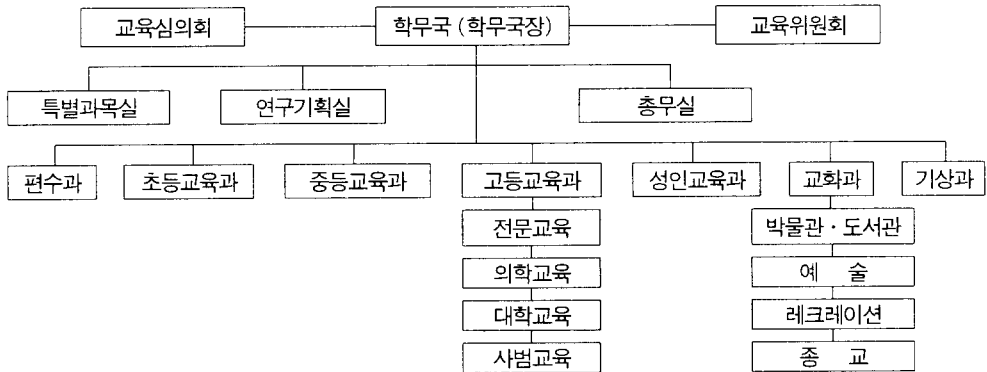 교육심의회 학무국 (학무국장) 교육위원회
특별과목실 연구기획실 총무실
편수과 초등교육과 중등교육과 고등교육과 성인교육과 교화과 기상과
전문교육 박물관 · 도서관
의학교육 예 술
대학교육 레크레이션
사범교육 종 교